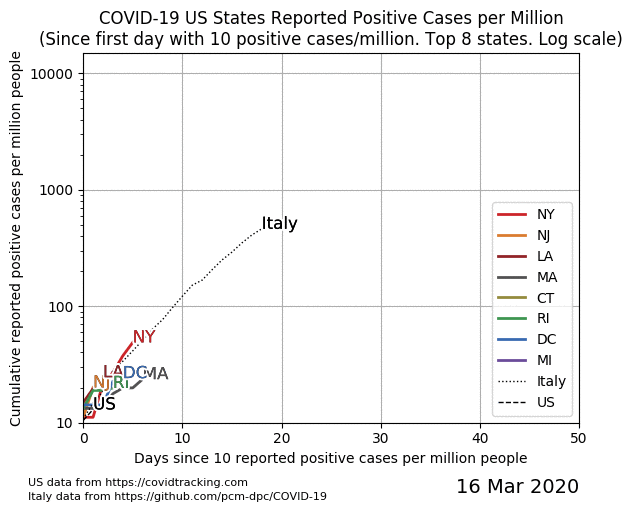 COVID-19 US States Reported Positive Cases per Million
(Since first day with 10 positive cases/million. Top 8 states. Log scale)
Cumulative reported positive cases per million people
10000
1000
100
10
Italy
NY
LA
DC
MA
NJ
RI
US
NY
NJ
LA
MA
CT
RI
DC
MI
Italy
US
0 10 20 30 40 50
Days since 10 reported positive cases per million people
US data from https://covidtracking.com
Italy data from https://github.com/pcm-dpc/COVID-19
16 Mar 2020